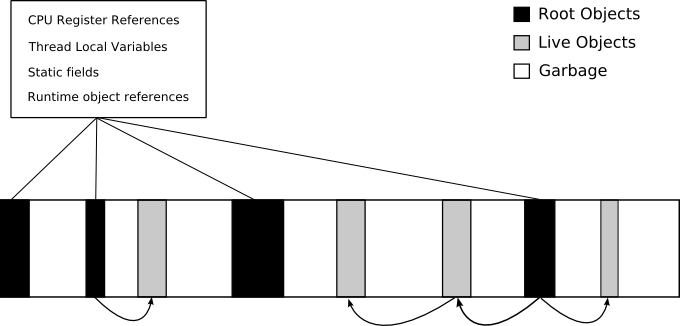 CPU Register References
Thread Local Variables
Static fields
Runtime object references
Root Objects
Live Objects
Garbage